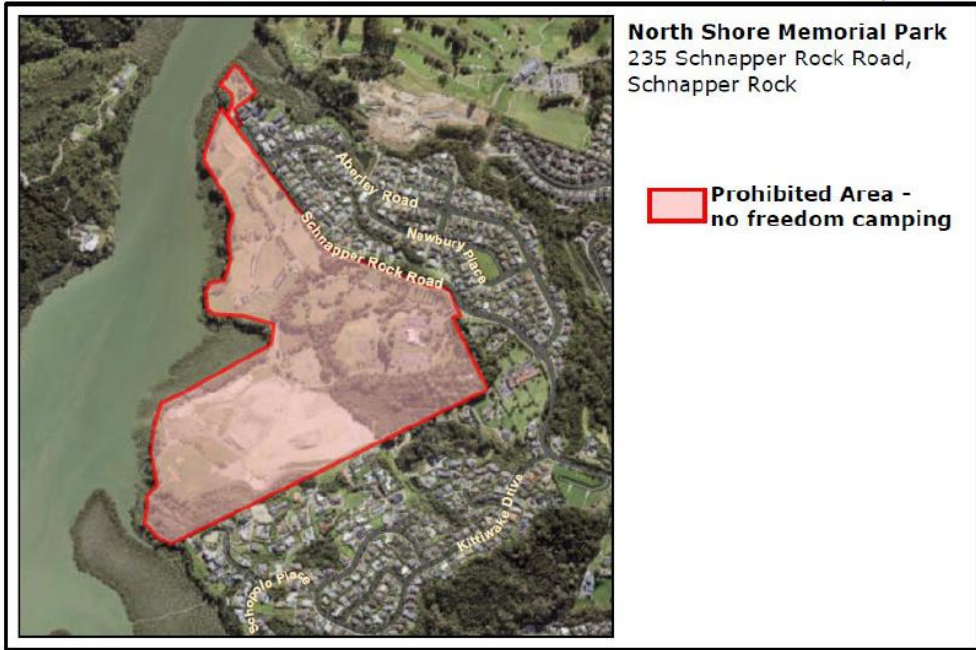 North Shore Memorial Park
235 Schnapper Rock Road,
Schnapper Rock
Prohibited Area -
no freedom camping
Aberley Road
Newbury Place
Schnapper Rock Road
Kittiwake Drive
Schopolo Place